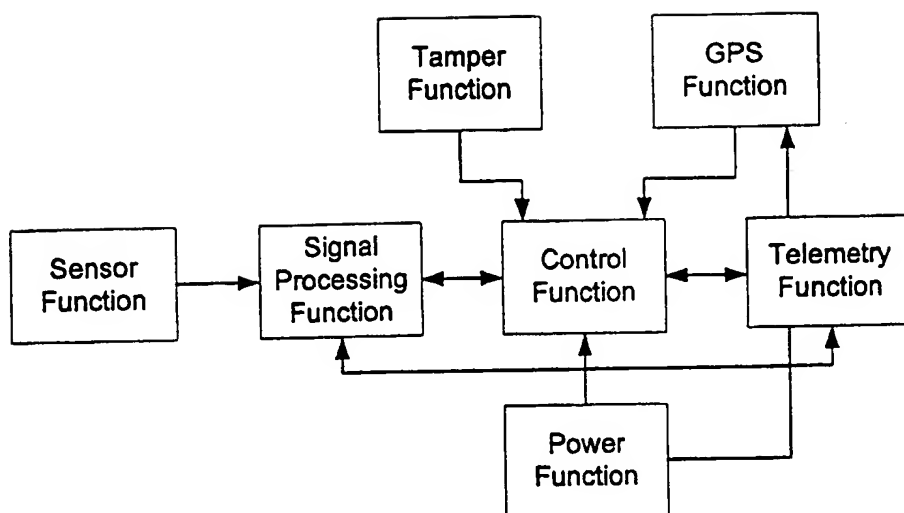 Tamper
Function
GPS
Function
Sensor
Function
Signal
Processing
Function
Control
Function
Telemetry
Function
Power
Function